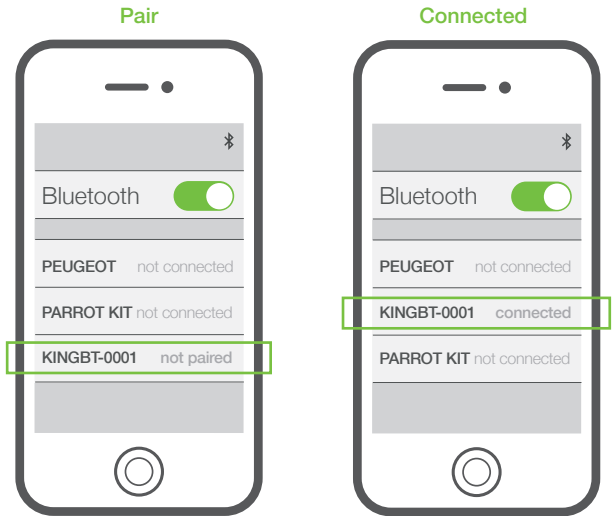 Pair
Bluetooth
PEUGEOT not connected
PARROT KIT not connected
KINGBT-0001 not paired
Connected
Bluetooth
PEUGEOT not connected
KINGBT-0001 connected
PARROT KIT not connected